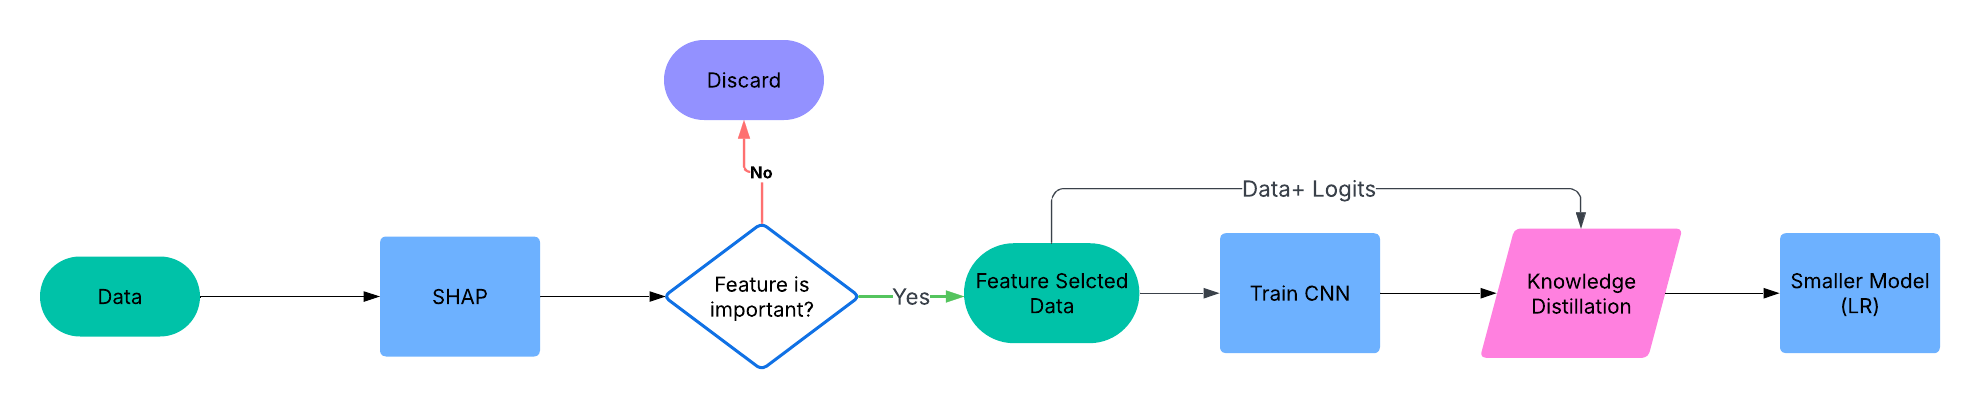 Discard
No
Data+ Logits
Data
SHAP
Feature is
important?
Yes
Feature Selcted
Data
Train CNN
Knowledge
Distillation
Smaller Model
(LR)